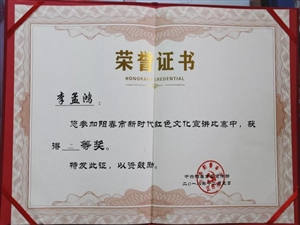 荣誉证书
HONORARY CREDENTIAL
李孟鸿：
您参加阳春市新时代红色文化宣讲比赛中，获
得 等奖。
特发此证，以资鼓励。